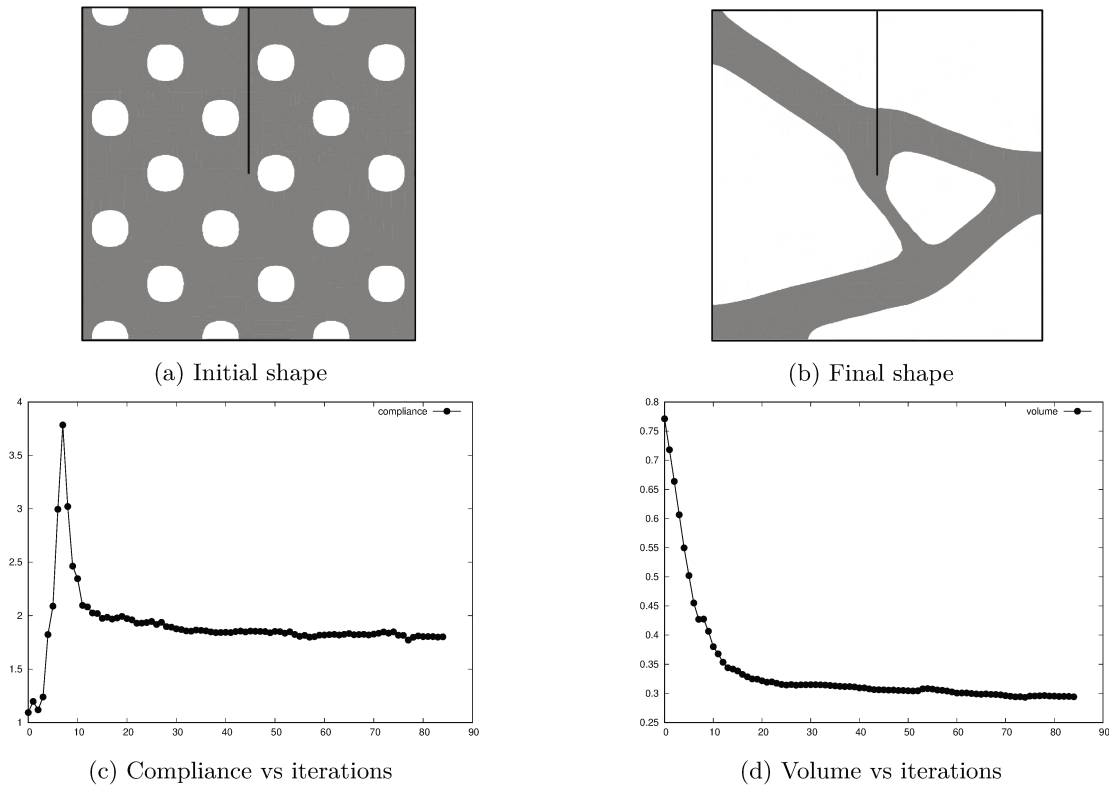 (a) Initial shape
(b) Final shape
4
3.5
3
2.5
2
1.5
1
0 10 20 30 40 50 60 70 80 90
compliance
0.8
0.75
0.7
0.65
0.6
0.55
0.5
0.45
0.4
0.35
0.3
0.25
0 10 20 30 40 50 60 70 80 90
volume
(c) Compliance vs iterations
(d) Volume vs iterations